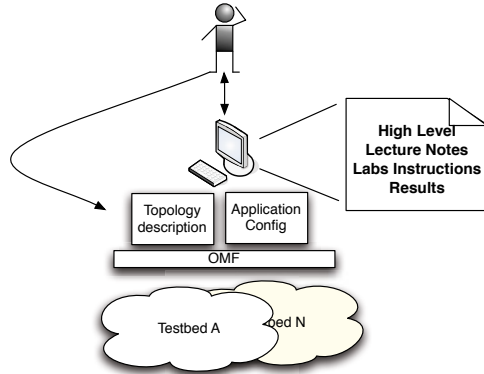 High Level
Lecture Notes
Labs Instructions
Results
Topology
description
Application
Config
OMF
Testbed A
bed N